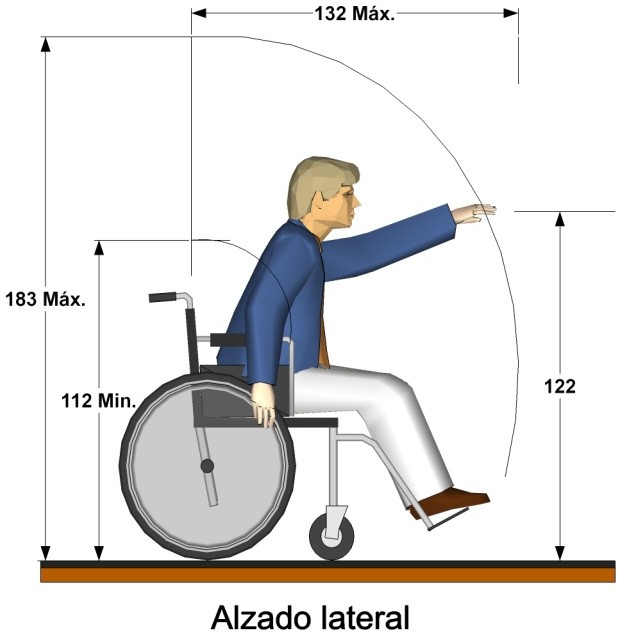 132 Máx.
183 Máx.
112 Min.
122
Alzado lateral